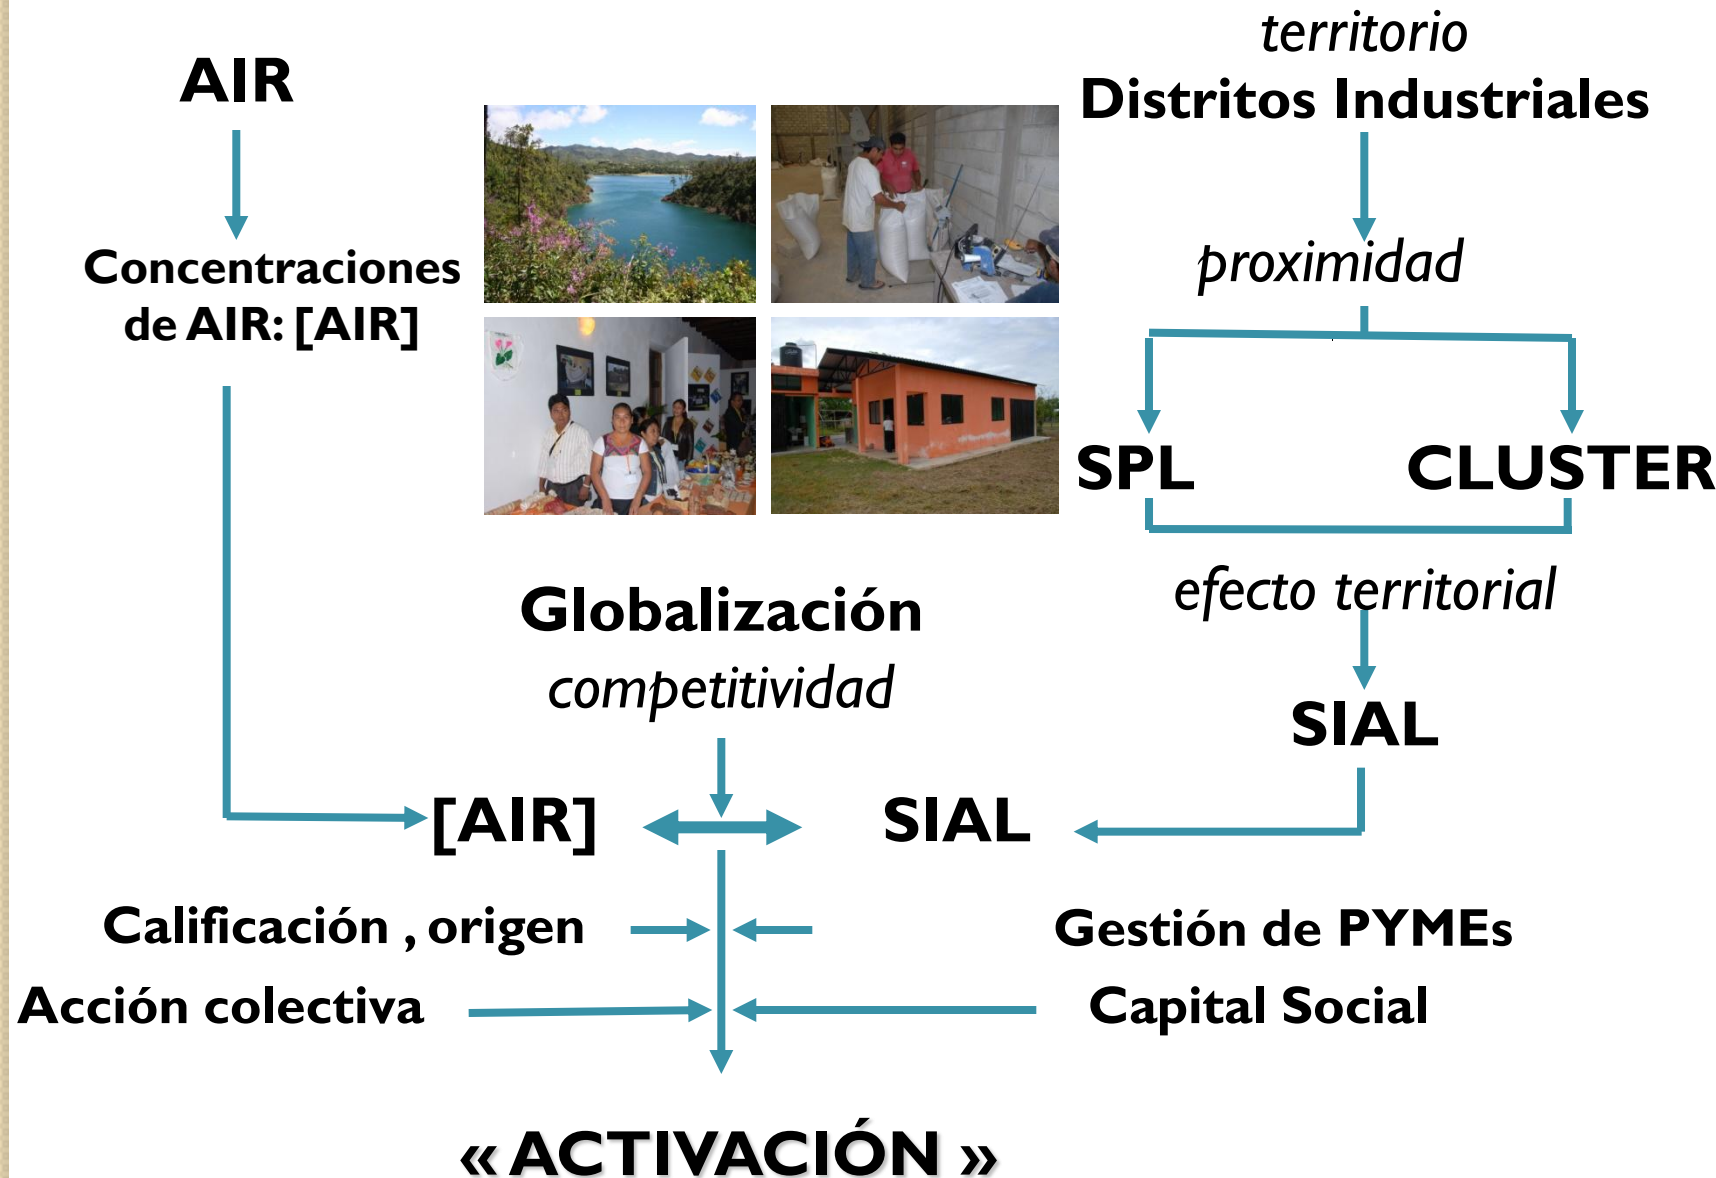 AIR
Concentraciones
de AIR: [AIR]
territorio
Distritos Industriales
proximidad
SPL
CLUSTER
efecto territorial
SIAL
Globalización
competitividad
[AIR]
SIAL
Calificación , origen
Gestión de PYMEs
Acción colectiva
Capital Social
« ACTIVACIÓN »